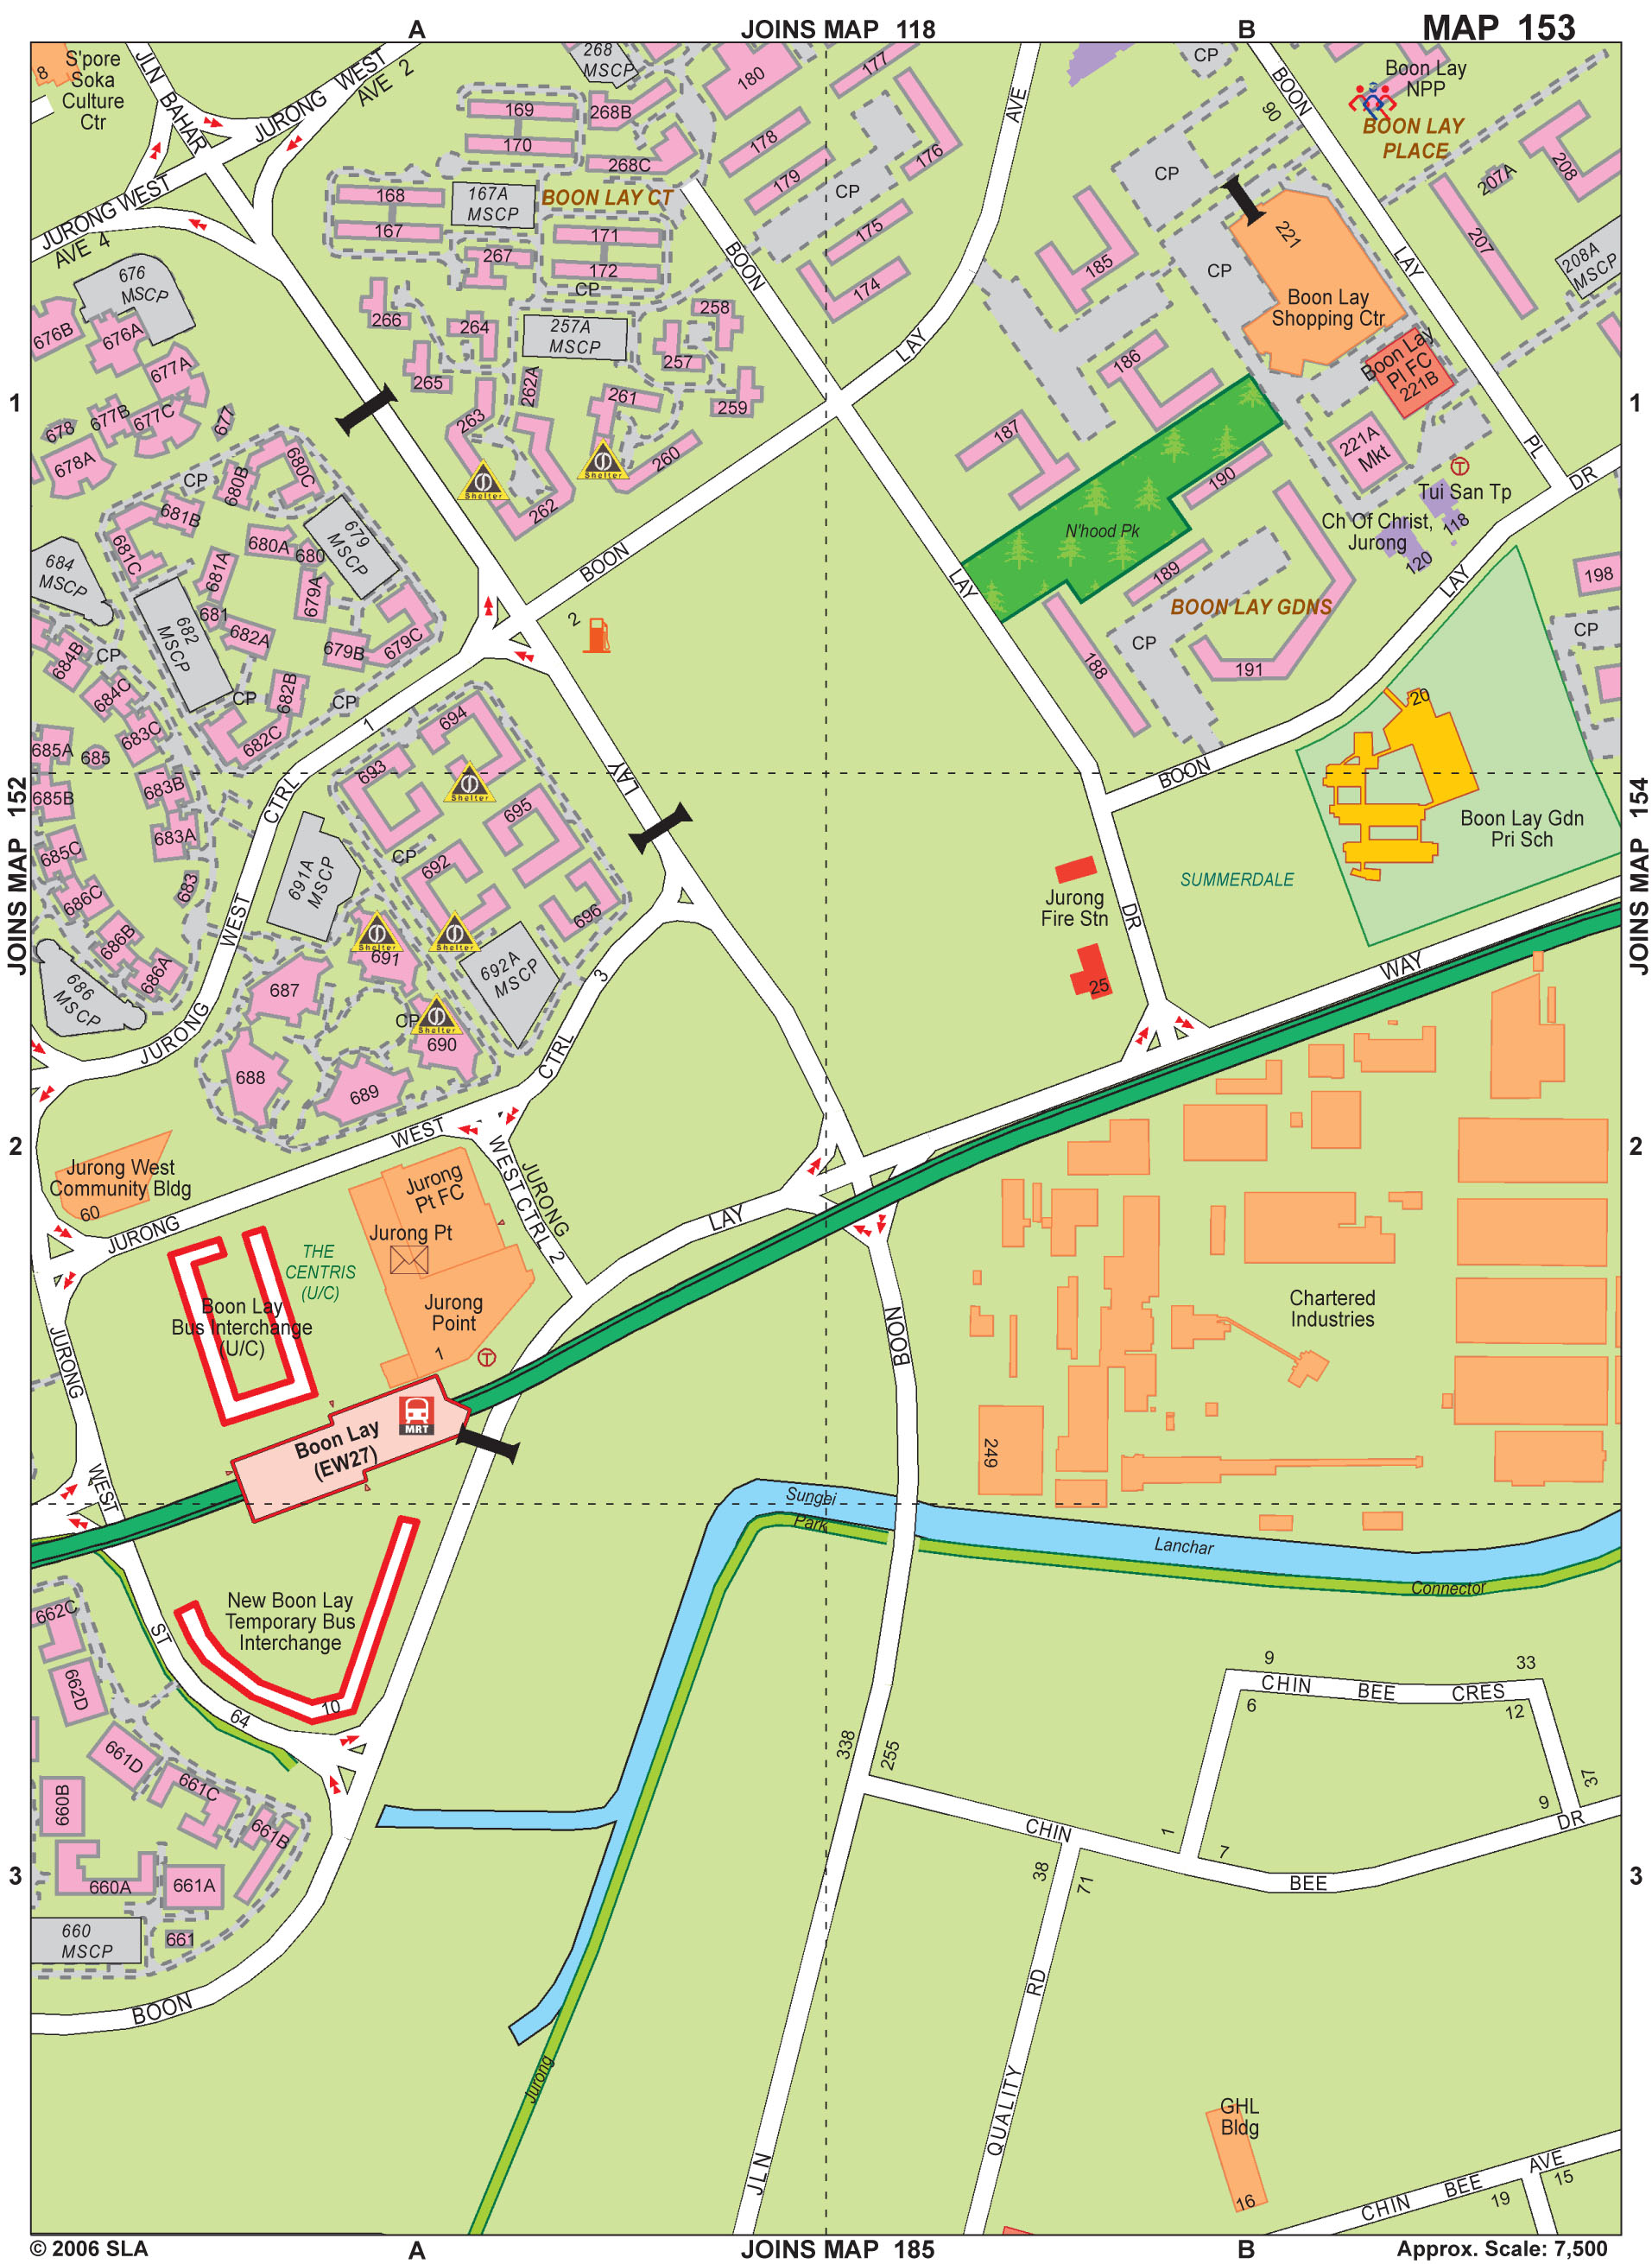 A
JOINS MAP 118
B
MAP 153
8
S'pore
Soka
Culture
Ctr
JLN BAHAR
JURONG WEST
AVE 2
268
MSCP
169
170
268B
268C
180
177
178
179
176
CP
AVE
CP
BOON
90
Boon Lay
NPP
BOON LAY
PLACE
207A
208
JURONG WEST
AVE 4
168
167
167A
MSCP
BOON LAY CT
267
171
172
CP
BOON
175
174
CP
185
CP
221
Boon Lay
Shopping Ctr
LAY
207
208A
MSCP
676
MSCP
676B
676A
677A
677B
677C
677
678
678A
266
264
265
263
257A
MSCP
258
257
259
262A
261
260
262
Shelter
Shelter
LAY
186
187
Boon Lay
Pl FC
221B
221A
Mkt
T
Tui San Tp
118
Ch Of Christ,
Jurong
120
PL
DR
1
1
CP
680B
680C
681B
681C
680A
680
679
MSCP
681A
681
679A
682A
679B
679C
682
MSCP
682B
682C
CP
CP
684
MSCP
684B
CP
684C
683C
BOON
2
LAY
N'hood Pk
190
189
BOON LAY GDNS
188
CP
191
LAY
198
CP
20
685A
685
685B
683B
683A
685C
683
686C
686B
686A
686
MSCP
1
CTRL
WEST
JURONG
694
693
Shelter
695
CP
692
696
691A
MSCP
Shelter
Shelter
691
692A
MSCP
687
CP
Shelter
690
688
689
LAY
3
CTRL
WEST
BOON
Boon Lay Gdn
Pri Sch
SUMMERDALE
Jurong
Fire Stn
25
DR
WAY
JOINS MAP 152
JOINS MAP 154
2
2
Jurong West
Community Bldg
60
JURONG
Jurong
Pt FC
Jurong Pt
Jurong
Point
1
T
JURONG
WEST CTRL 2
LAY
THE
CENTRIS
(U/C)
Boon Lay
Bus Interchange
(U/C)
JURONG
WEST
Boon Lay
(EW27)
MRT
BOON
Chartered
Industries
249
Sungei
Park
Lanchar
Connector
New Boon Lay
Temporary Bus
Interchange
10
ST
64
662C
662D
661D
661C
661B
660B
660A
661A
660
MSCP
661
BOON
338
255
9
33
CHIN BEE CRES
6
12
37
9
DR
CHIN
1
7
BEE
38
71
3
3
RD
QUALITY
Jurong
JLN
GHL
Bldg
16
CHIN BEE AVE
19
15
© 2006 SLA
A
JOINS MAP 185
B
Approx. Scale: 7,500